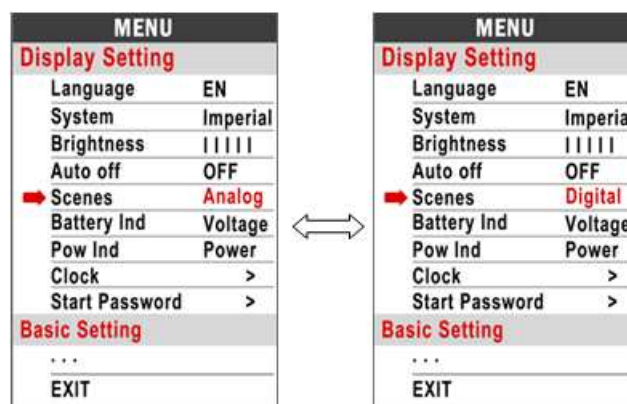 MENU
Display Setting
Language EN
System Imperial
Brightness | | | | |
Auto off OFF
Scenes Analog
Battery Ind Voltage
Pow Ind Power
Clock >
Start Password >
Basic Setting
. . .
EXIT
MENU
Display Setting
Language EN
System Imperia
Brightness | | | | |
Auto off OFF
Scenes Digital
Battery Ind Voltage
Pow Ind Power
Clock >
Start Password >
Basic Setting
. . .
EXIT